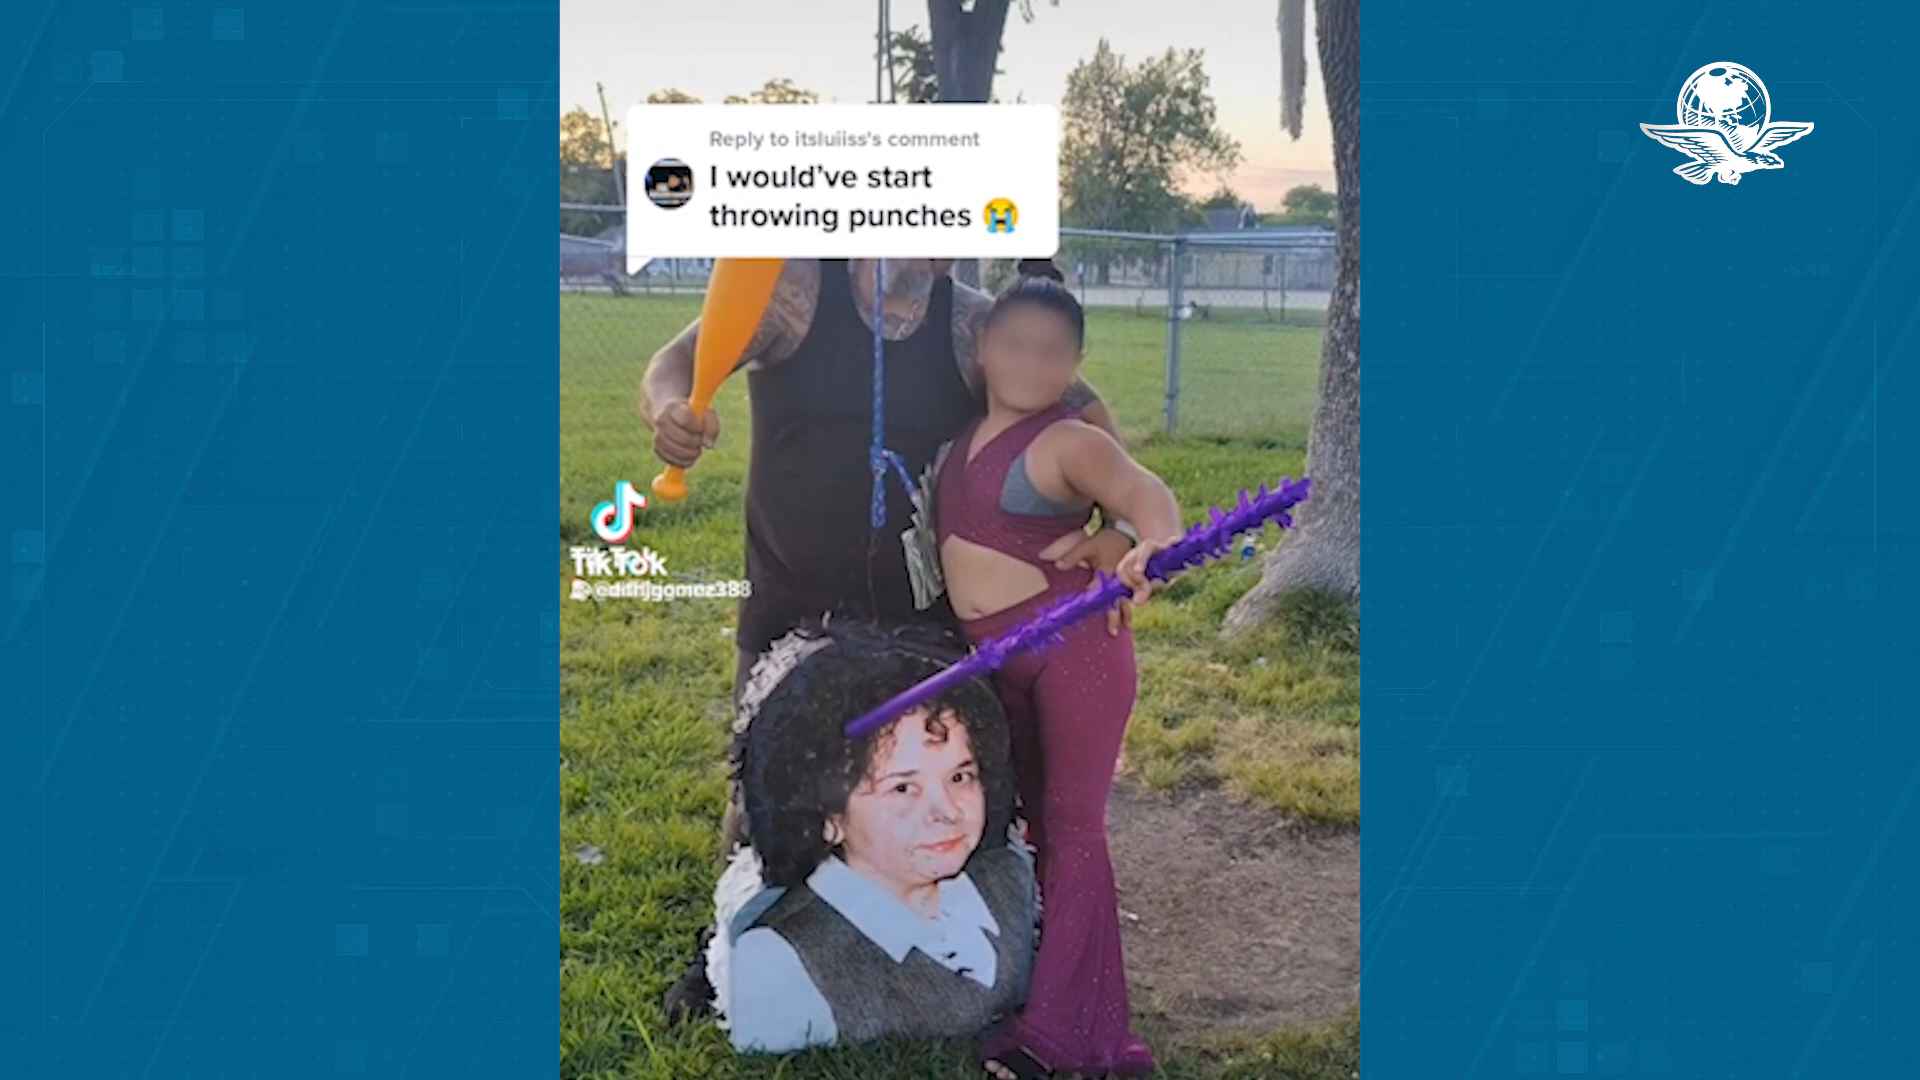 Reply to itsluiiss's comment
I would've start
throwing punches 😭
TikTok